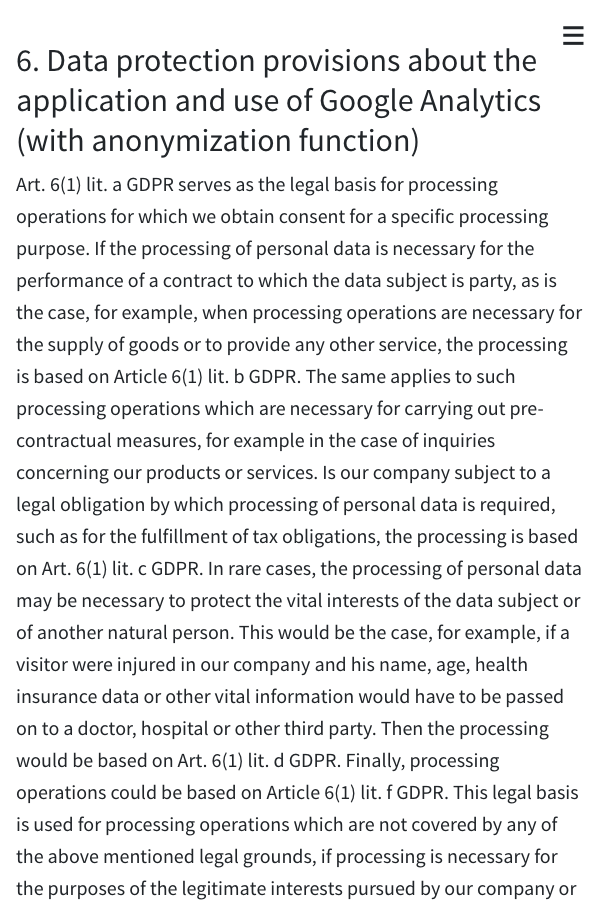 6. Data protection provisions about the
application and use of Google Analytics
(with anonymization function)
Art. 6(1) lit. a GDPR serves as the legal basis for processing
operations for which we obtain consent for a specific processing
purpose. If the processing of personal data is necessary for the
performance of a contract to which the data subject is party, as is
the case, for example, when processing operations are necessary for
the supply of goods or to provide any other service, the processing
is based on Article 6(1) lit. b GDPR. The same applies to such
processing operations which are necessary for carrying out pre-
contractual measures, for example in the case of inquiries
concerning our products or services. Is our company subject to a
legal obligation by which processing of personal data is required,
such as for the fulfillment of tax obligations, the processing is based
on Art. 6(1) lit. c GDPR. In rare cases, the processing of personal data
may be necessary to protect the vital interests of the data subject or
of another natural person. This would be the case, for example, if a
visitor were injured in our company and his name, age, health
insurance data or other vital information would have to be passed
on to a doctor, hospital or other third party. Then the processing
would be based on Art. 6(1) lit. d GDPR. Finally, processing
operations could be based on Article 6(1) lit. f GDPR. This legal basis
is used for processing operations which are not covered by any of
the above mentioned legal grounds, if processing is necessary for
the purposes of the legitimate interests pursued by our company or